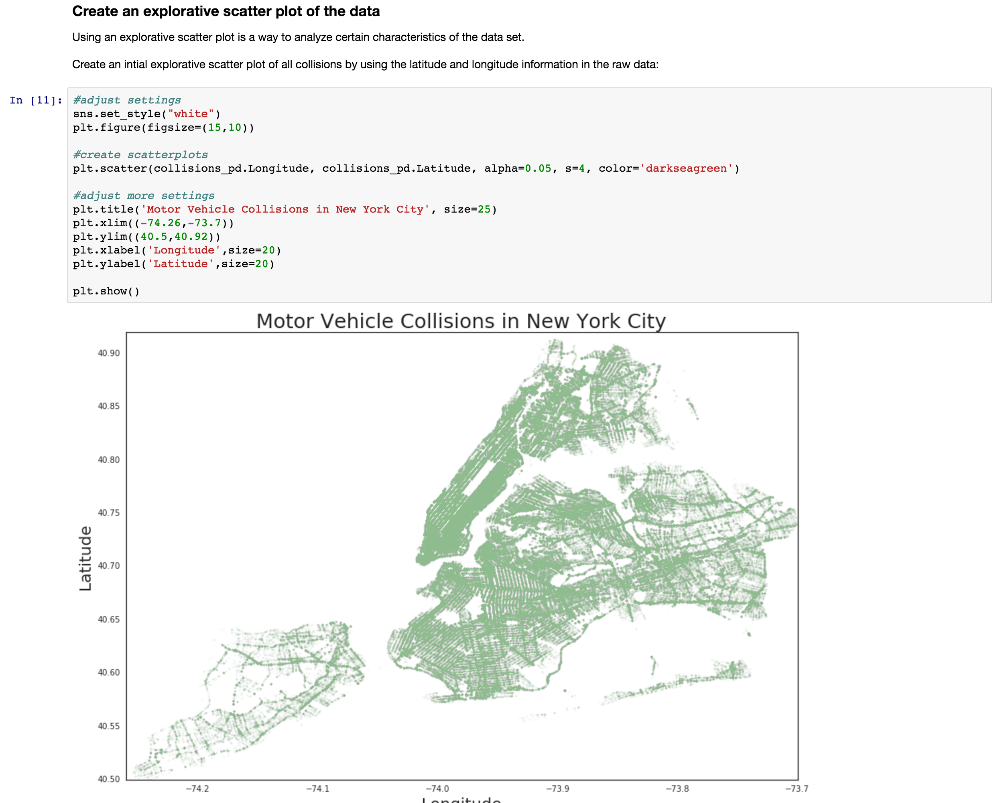 Create an explorative scatter plot of the data
Using an explorative scatter plot is a way to analyze certain characteristics of the data set.
Create an intial explorative scatter plot of all collisions by using the latitude and longitude information in the raw data:
In [11]:
#adjust settings
sns.set_style("white")
plt.figure(figsize=(15,10))
#create scatterplots
plt.scatter(collisions_pd.Longitude, collisions_pd.Latitude, alpha=0.05, s=4, color='darkseagreen')
#adjust more settings
plt.title('Motor Vehicle Collisions in New York City', size=25)
plt.xlim((-74.26,-73.7))
plt.ylim((40.5,40.92))
plt.xlabel('Longitude',size=20)
plt.ylabel('Latitude',size=20)
plt.show()
Motor Vehicle Collisions in New York City
40.90
40.85
40.80
40.75
40.70
40.65
40.60
40.55
40.50
Latitude
−74.2
−74.1
−74.0
−73.9
−73.8
−73.7
Longitude